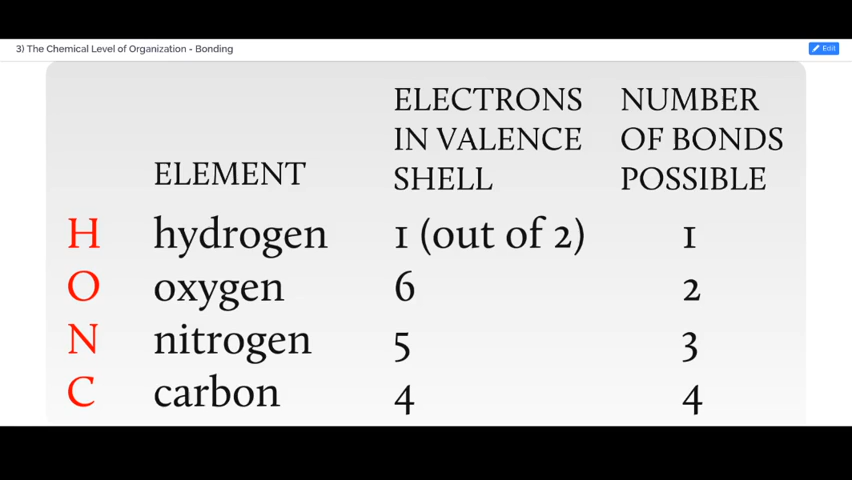 3) The Chemical Level of Organization - Bonding
Edit
ELEMENT ELECTRONS IN VALENCE SHELL NUMBER OF BONDS POSSIBLE
H hydrogen 1 (out of 2) 1
O oxygen 6 2
N nitrogen 5 3
C carbon 4 4